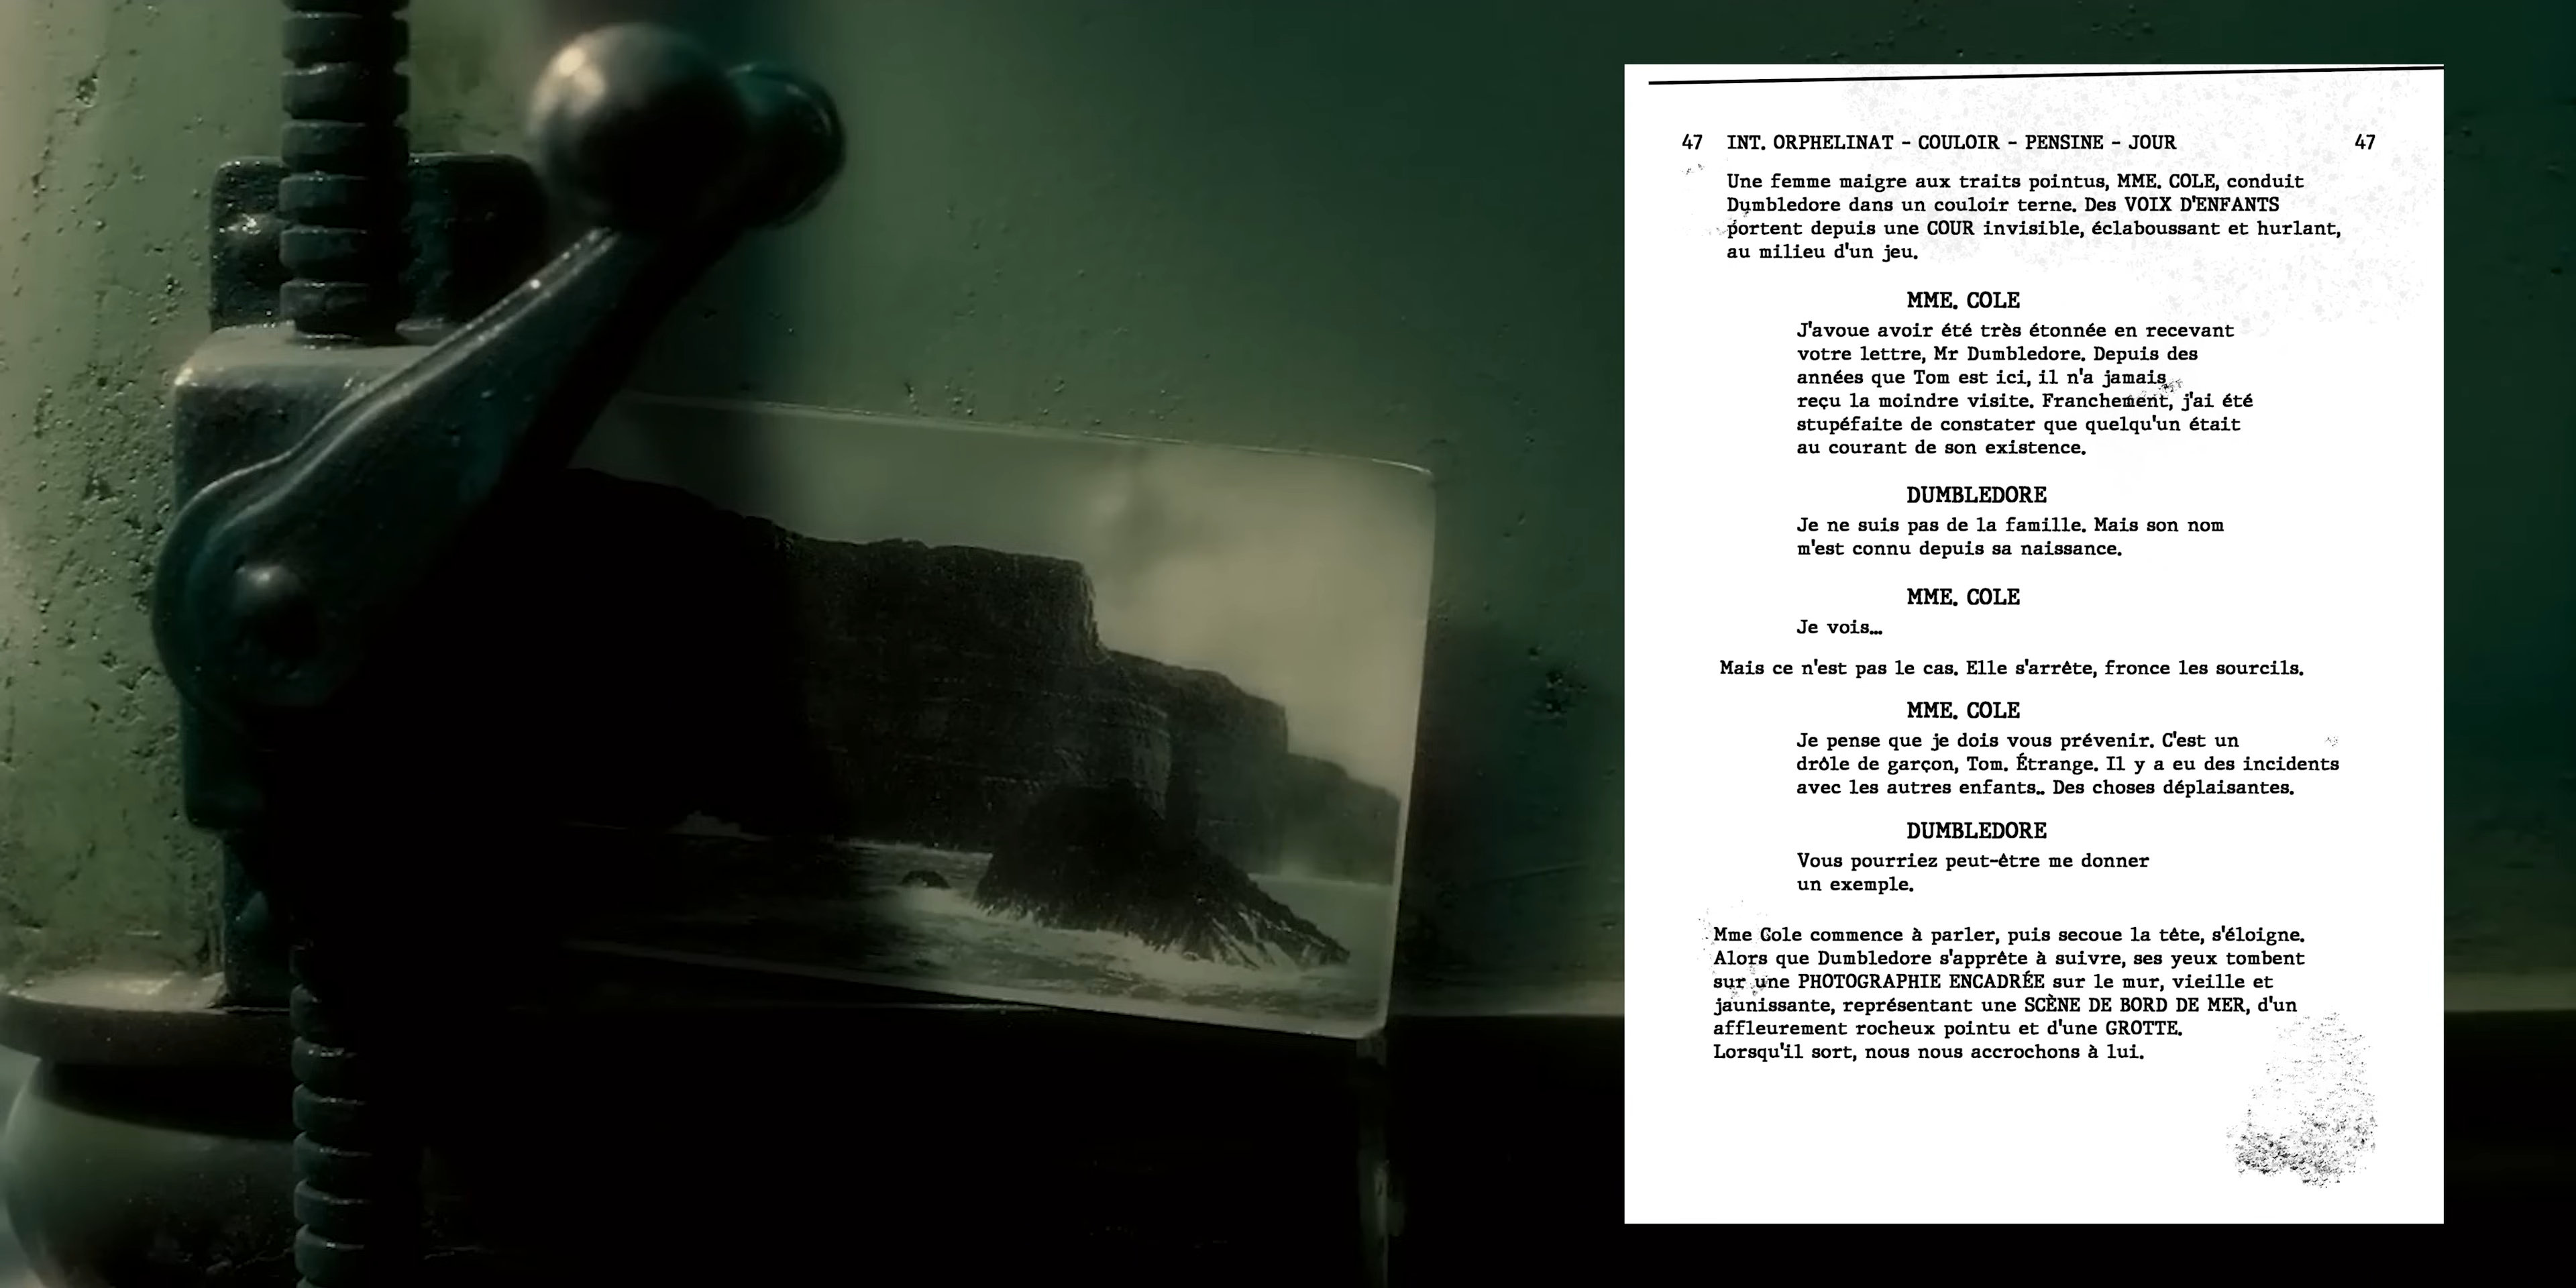 47 INT. ORPHELINAT - COULOIR - PENSINE - JOUR 47
Une femme maigre aux traits pointus, MME. COLE, conduit
Dumbledore dans un couloir terne. Des VOIX D'ENFANTS
portent depuis une COUR invisible, éclaboussant et hurlant,
au milieu d'un jeu.
MME. COLE
J'avoue avoir été très étonnée en recevant
votre lettre, Mr Dumbledore. Depuis des
années que Tom est ici, il n'a jamais
reçu la moindre visite. Franchement, j'ai été
stupéfaite de constater que quelqu'un était
au courant de son existence.
DUMBLEDORE
Je ne suis pas de la famille. Mais son nom
m'est connu depuis sa naissance.
MME. COLE
Je vois...
Mais ce n'est pas le cas. Elle s'arrête, fronce les sourcils.
MME. COLE
Je pense que je dois vous prévenir. C'est un
drôle de garçon, Tom. Étrange. Il y a eu des incidents
avec les autres enfants.. Des choses déplaisantes.
DUMBLEDORE
Vous pourriez peut-être me donner
un exemple.
Mme Cole commence à parler, puis secoue la tête, s'éloigne.
Alors que Dumbledore s'apprête à suivre, ses yeux tombent
sur une PHOTOGRAPHIE ENCADRÉE sur le mur, vieille et
jaunissante, représentant une SCÈNE DE BORD DE MER, d'un
affleurement rocheux pointu et d'une GROTTE.
Lorsqu'il sort, nous nous accrochons à lui.